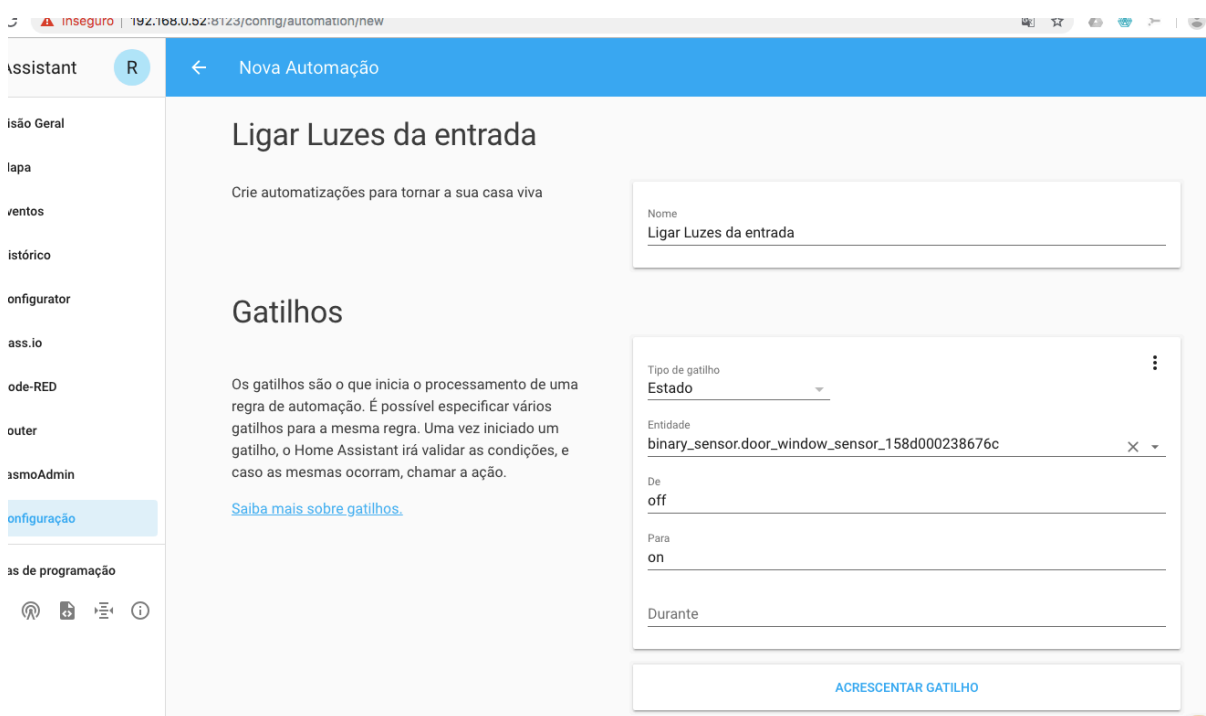 Inseguro | 192.168.0.52:8123/config/automation/new
Assistant
R
Nova Automação
isão Geral
lapa
ventos
istórico
onfigurator
ass.io
ode-RED
outer
asmoAdmin
onfiguração
as de programação
Ligar Luzes da entrada
Crie automatizações para tornar a sua casa viva
Nome
Ligar Luzes da entrada
Gatilhos
Os gatilhos são o que inicia o processamento de uma
regra de automação. É possível especificar vários
gatilhos para a mesma regra. Uma vez iniciado um
gatilho, o Home Assistant irá validar as condições, e
caso as mesmas ocorram, chamar a ação.
Saiba mais sobre gatilhos.
Tipo de gatilho
Estado
Entidade
binary_sensor.door_window_sensor_158d000238676c
De
off
Para
on
Durante
ACRESCENTAR GATILHO